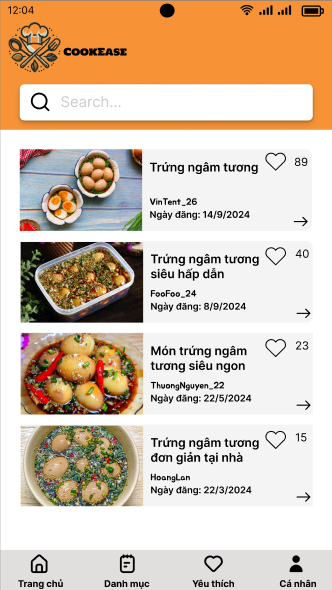 12:04
COOKEASE
Search...
Trứng ngâm tương
89
VinTent_26
Ngày đăng: 14/9/2024
Trứng ngâm tương
siêu hấp dẫn
40
FooFoo_24
Ngày đăng: 8/9/2024
Món trứng ngâm
tương siêu ngon
23
ThuongNguyen_22
Ngày đăng: 22/5/2024
Trứng ngâm tương
đơn giản tại nhà
15
HoangLan
Ngày đăng: 22/3/2024
Trang chủ
Danh mục
Yêu thích
Cá nhân